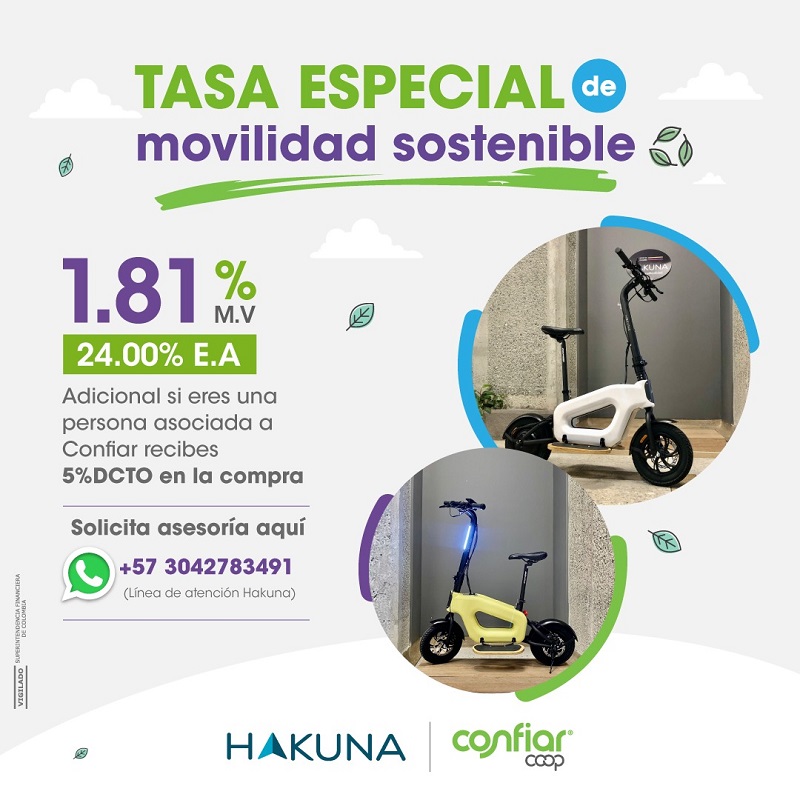 TASA ESPECIAL de
movilidad sostenible
1.81% M.V
24.00% E.A
Adicional si eres una
persona asociada a
Confiar recibes
5%DCTO en la compra
Solicita asesoría aquí
+57 3042783491
(Línea de atención Hakuna)
VIGILADO SUPERINTENDENCIA FINANCIERA
DE COLOMBIA
HAKUNA
confiar®
coop